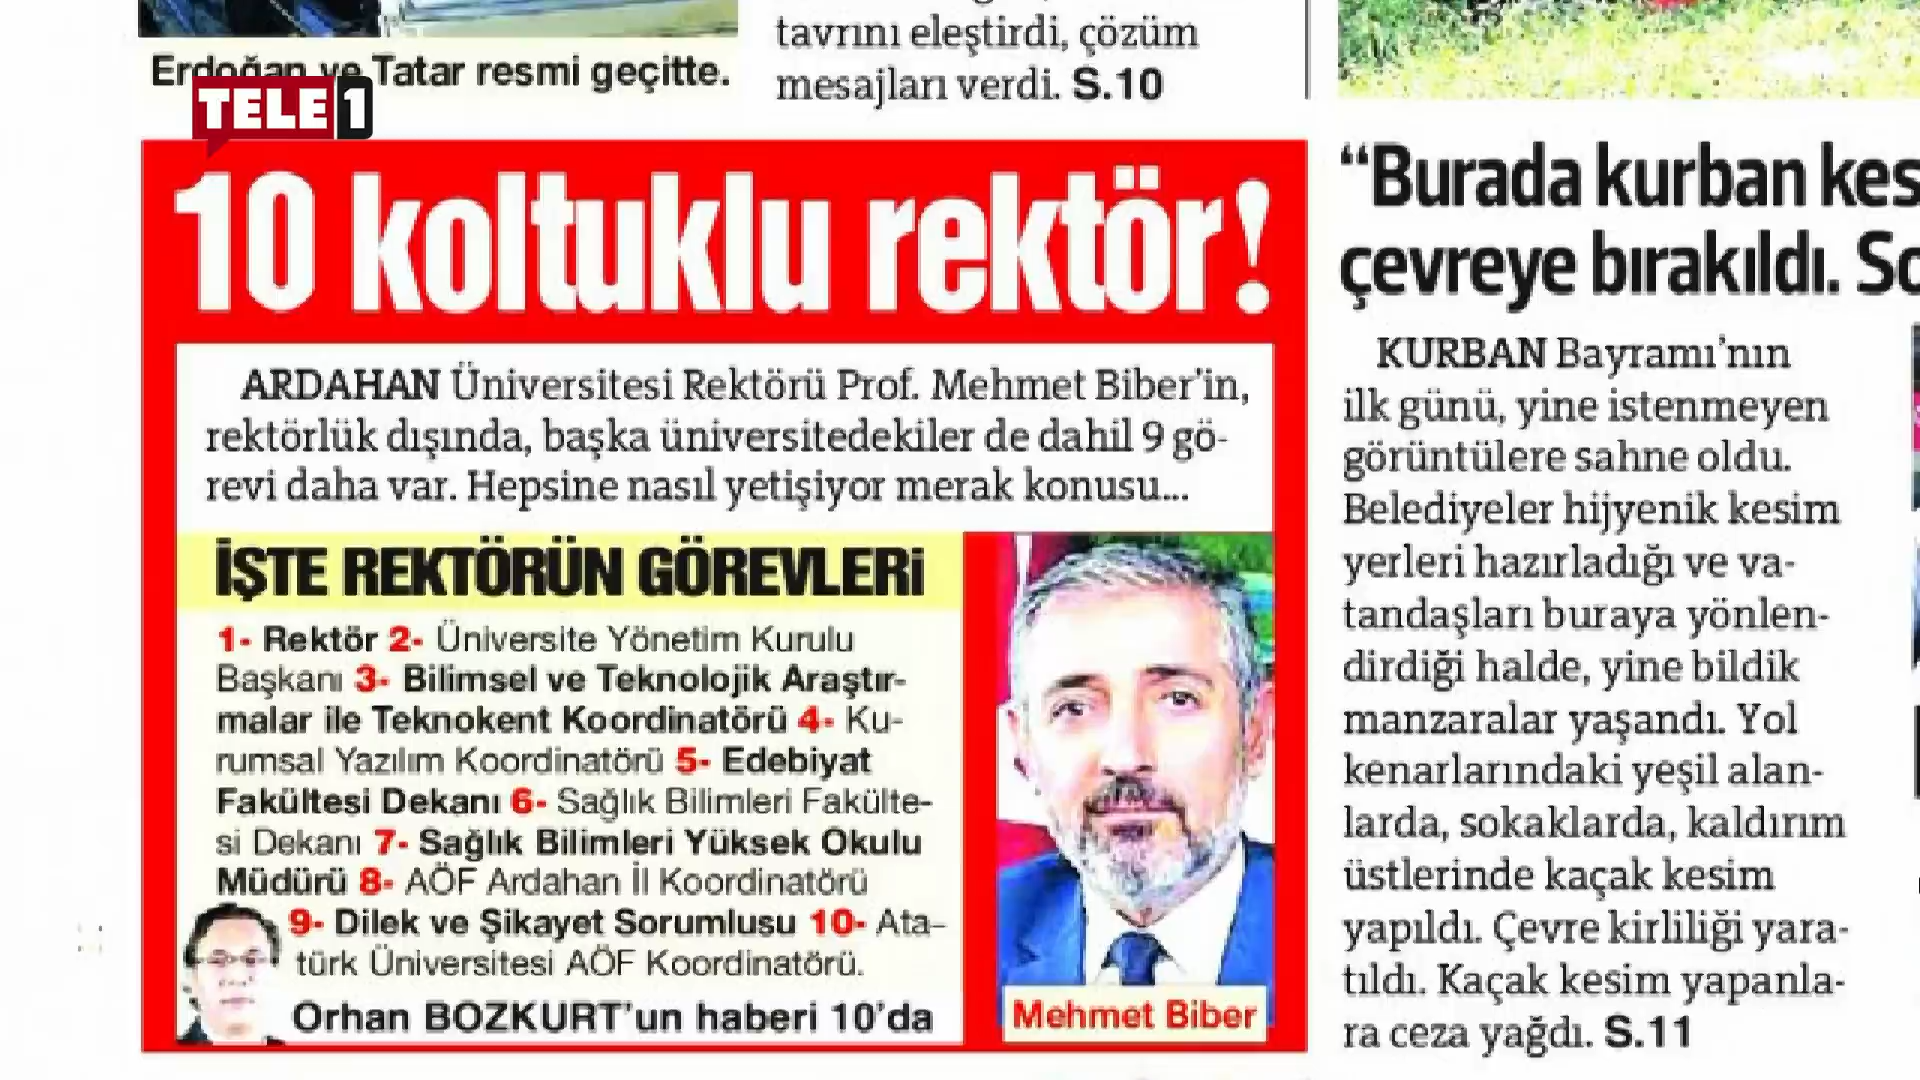 tavrını eleştirdi, çözüm
mesajları verdi. S.10
Erdoğan ve Tatar resmi geçitte.
TELE 1
10 koltuklu rektör!
ARDAHAN Üniversitesi Rektörü Prof. Mehmet Biber'in,
rektörlük dışında, başka üniversitedekiler de dahil 9 gö-
revi daha var. Hepsine nasıl yetişiyor merak konusu...
İŞTE REKTÖRÜN GÖREVLERİ
1- Rektör 2- Üniversite Yönetim Kurulu
Başkanı 3- Bilimsel ve Teknolojik Araştır-
malar ile Teknokent Koordinatörü 4- Ku-
rumsal Yazılım Koordinatörü 5- Edebiyat
Fakültesi Dekanı 6- Sağlık Bilimleri Fakülte-
si Dekanı 7- Sağlık Bilimleri Yüksek Okulu
Müdürü 8- AÖF Ardahan İl Koordinatörü
9- Dilek ve Şikayet Sorumlusu 10- Ata-
türk Üniversitesi AÖF Koordinatörü.
Orhan BOZKURT'un haberi 10'da
Mehmet Biber
“Burada kurban kes
çevreye bırakıldı. So
KURBAN Bayramı'nın
ilk günü, yine istenmeyen
görüntülere sahne oldu.
Belediyeler hijyenik kesim
yerleri hazırladığı ve va-
tandaşları buraya yönlen-
dirdiği halde, yine bildik
manzaralar yaşandı. Yol
kenarlarındaki yeşil alan-
larda, sokaklarda, kaldırım
üstlerinde kaçak kesim
yapıldı. Çevre kirliliği yara-
tıldı. Kaçak kesim yapanla-
ra ceza yağdı. S.11